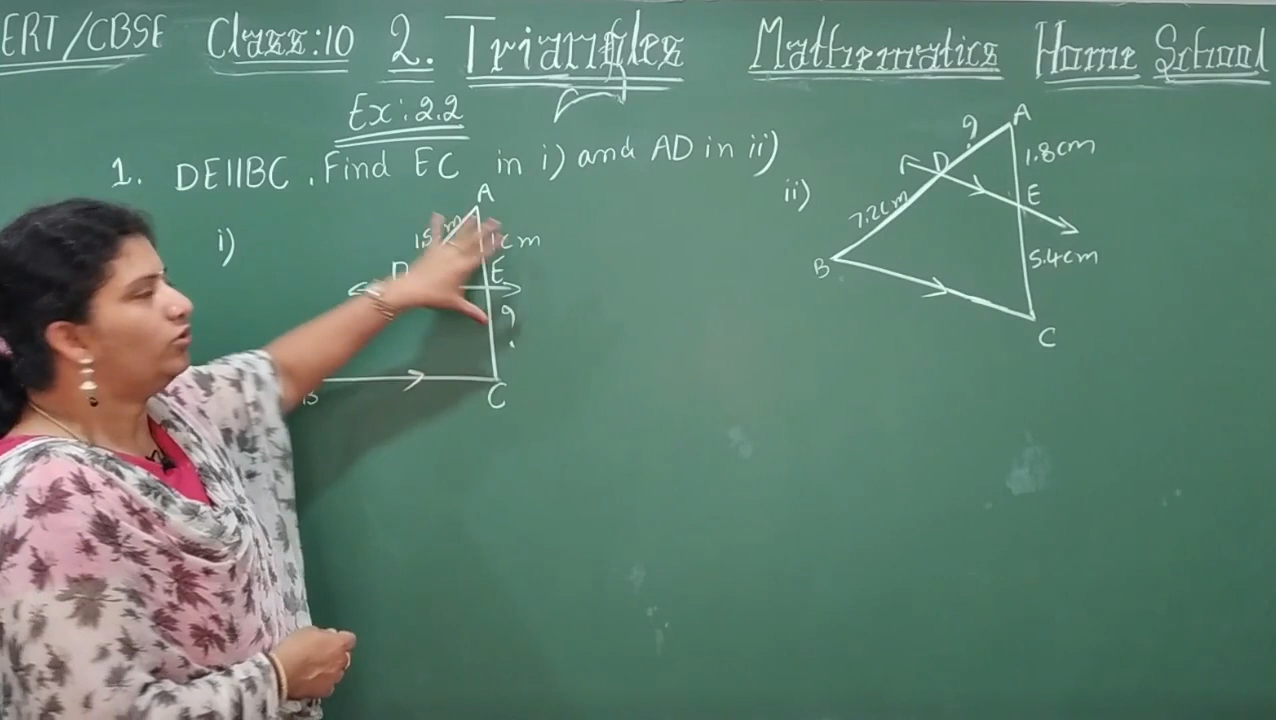 ERT/CBSE Class:10 2. Triangles Mathematics Home School
Ex:2.2
1. DE||BC. Find EC in i) and AD in ii)
i)
A
1cm
D
E
?
C
ii)
A
?
1.8cm
D
E
7.2cm
5.4cm
B
C